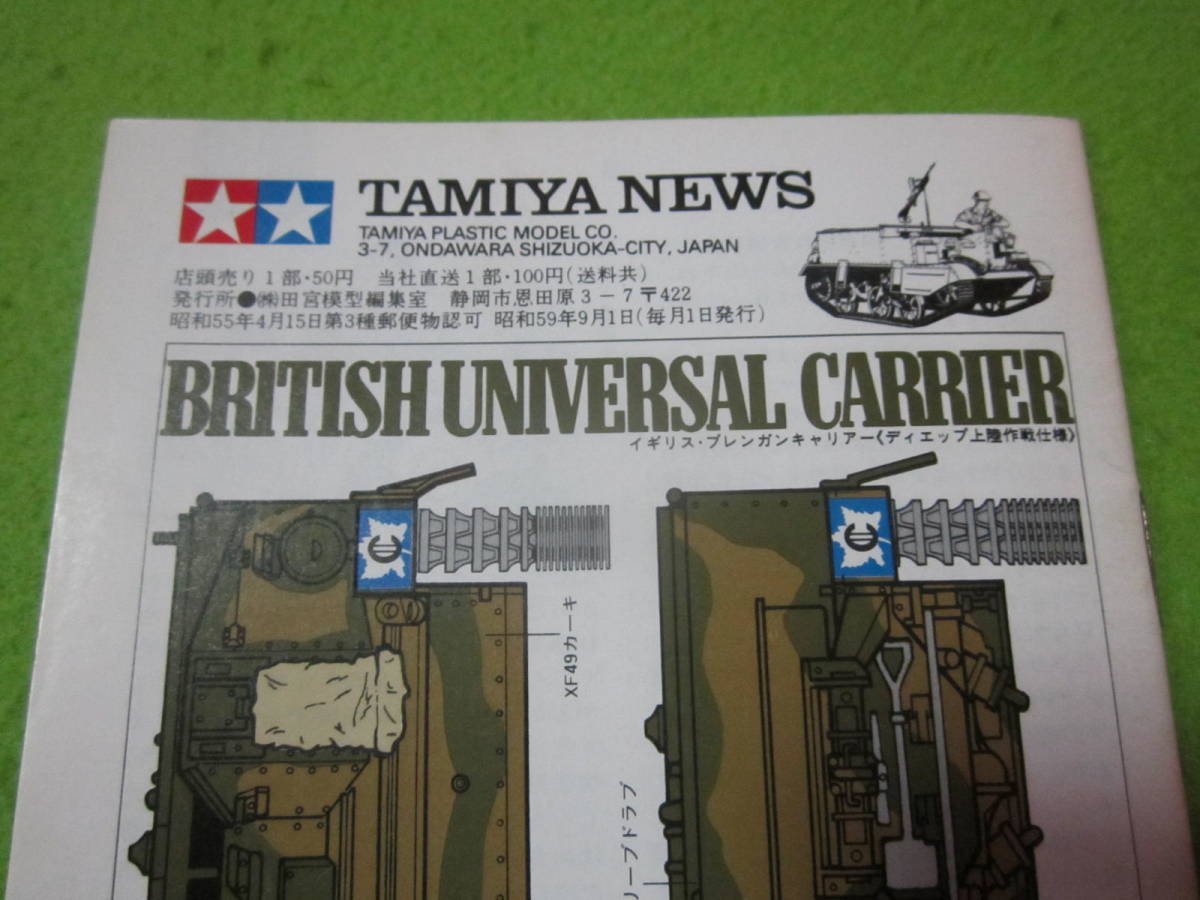 TAMIYA NEWS
TAMIYA PLASTIC MODEL CO.
3-7, ONDAWARA SHIZUOKA-CITY, JAPAN
店頭売り1部·50円 当社直送1部·100円(送料共)
発行所●㈱田宮模型編集室 静岡市恩田原3－7〒422
昭和55年4月15日第3種郵便物認可 昭和59年9月1日(毎月1日発行)
BRITISH UNIVERSAL CARRIER
イギリス·ブレンガンキャリアー《ディエップ上陸作戦仕様》
XF49カーキ
リーブドラブ